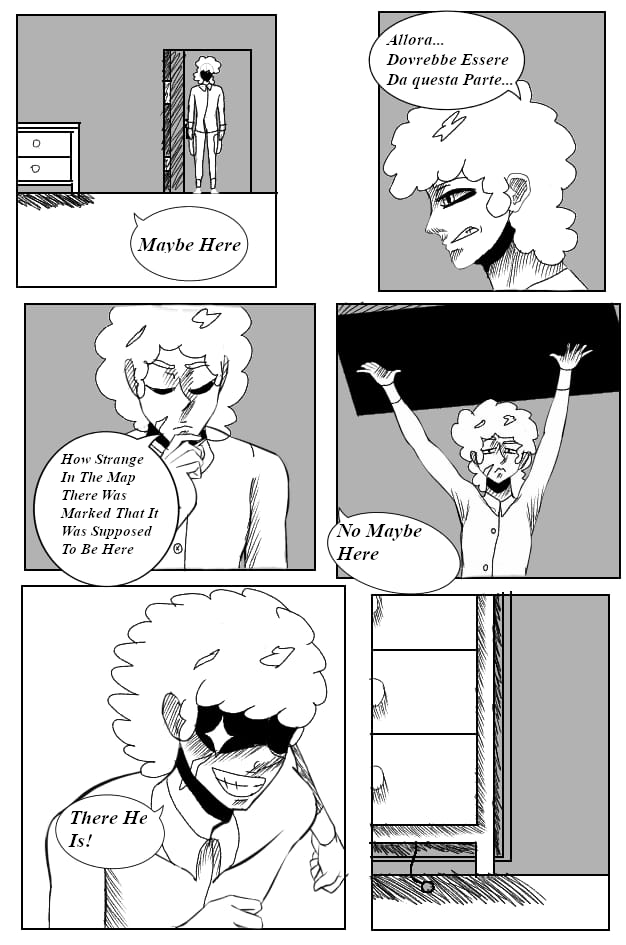 Maybe Here
Allora...
Dovrebbe Essere
Da questa Parte...
How Strange
In The Map
There Was
Marked That It
Was Supposed
To Be Here
No Maybe
Here
There He
Is!